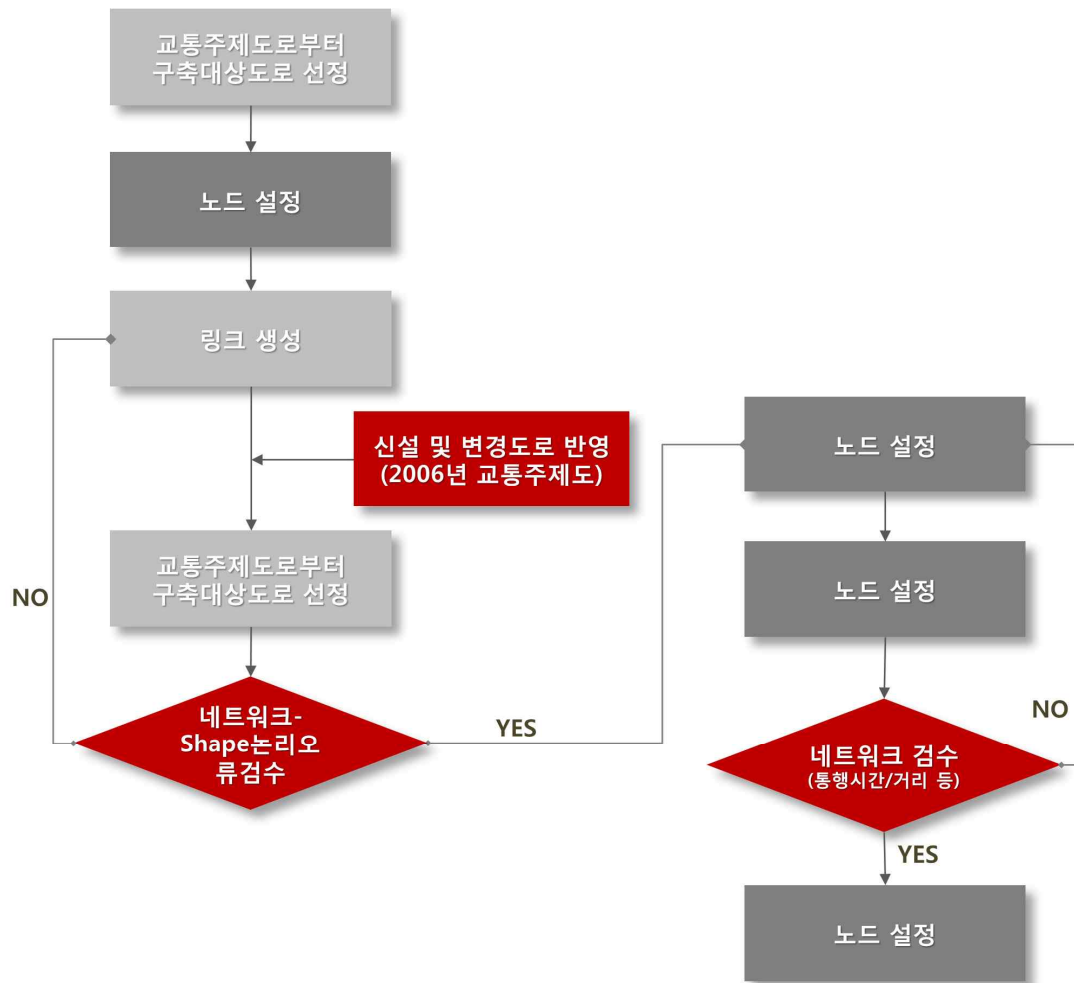 교통주제도로부터
구축대상도로 선정
노드 설정
링크 생성
신설 및 변경도로 반영
(2006년 교통주제도)
교통주제도로부터
구축대상도로 선정
NO
네트워크-
Shape논리오
류검수
YES
노드 설정
노드 설정
NO
네트워크 검수
(통행시간/거리 등)
YES
노드 설정